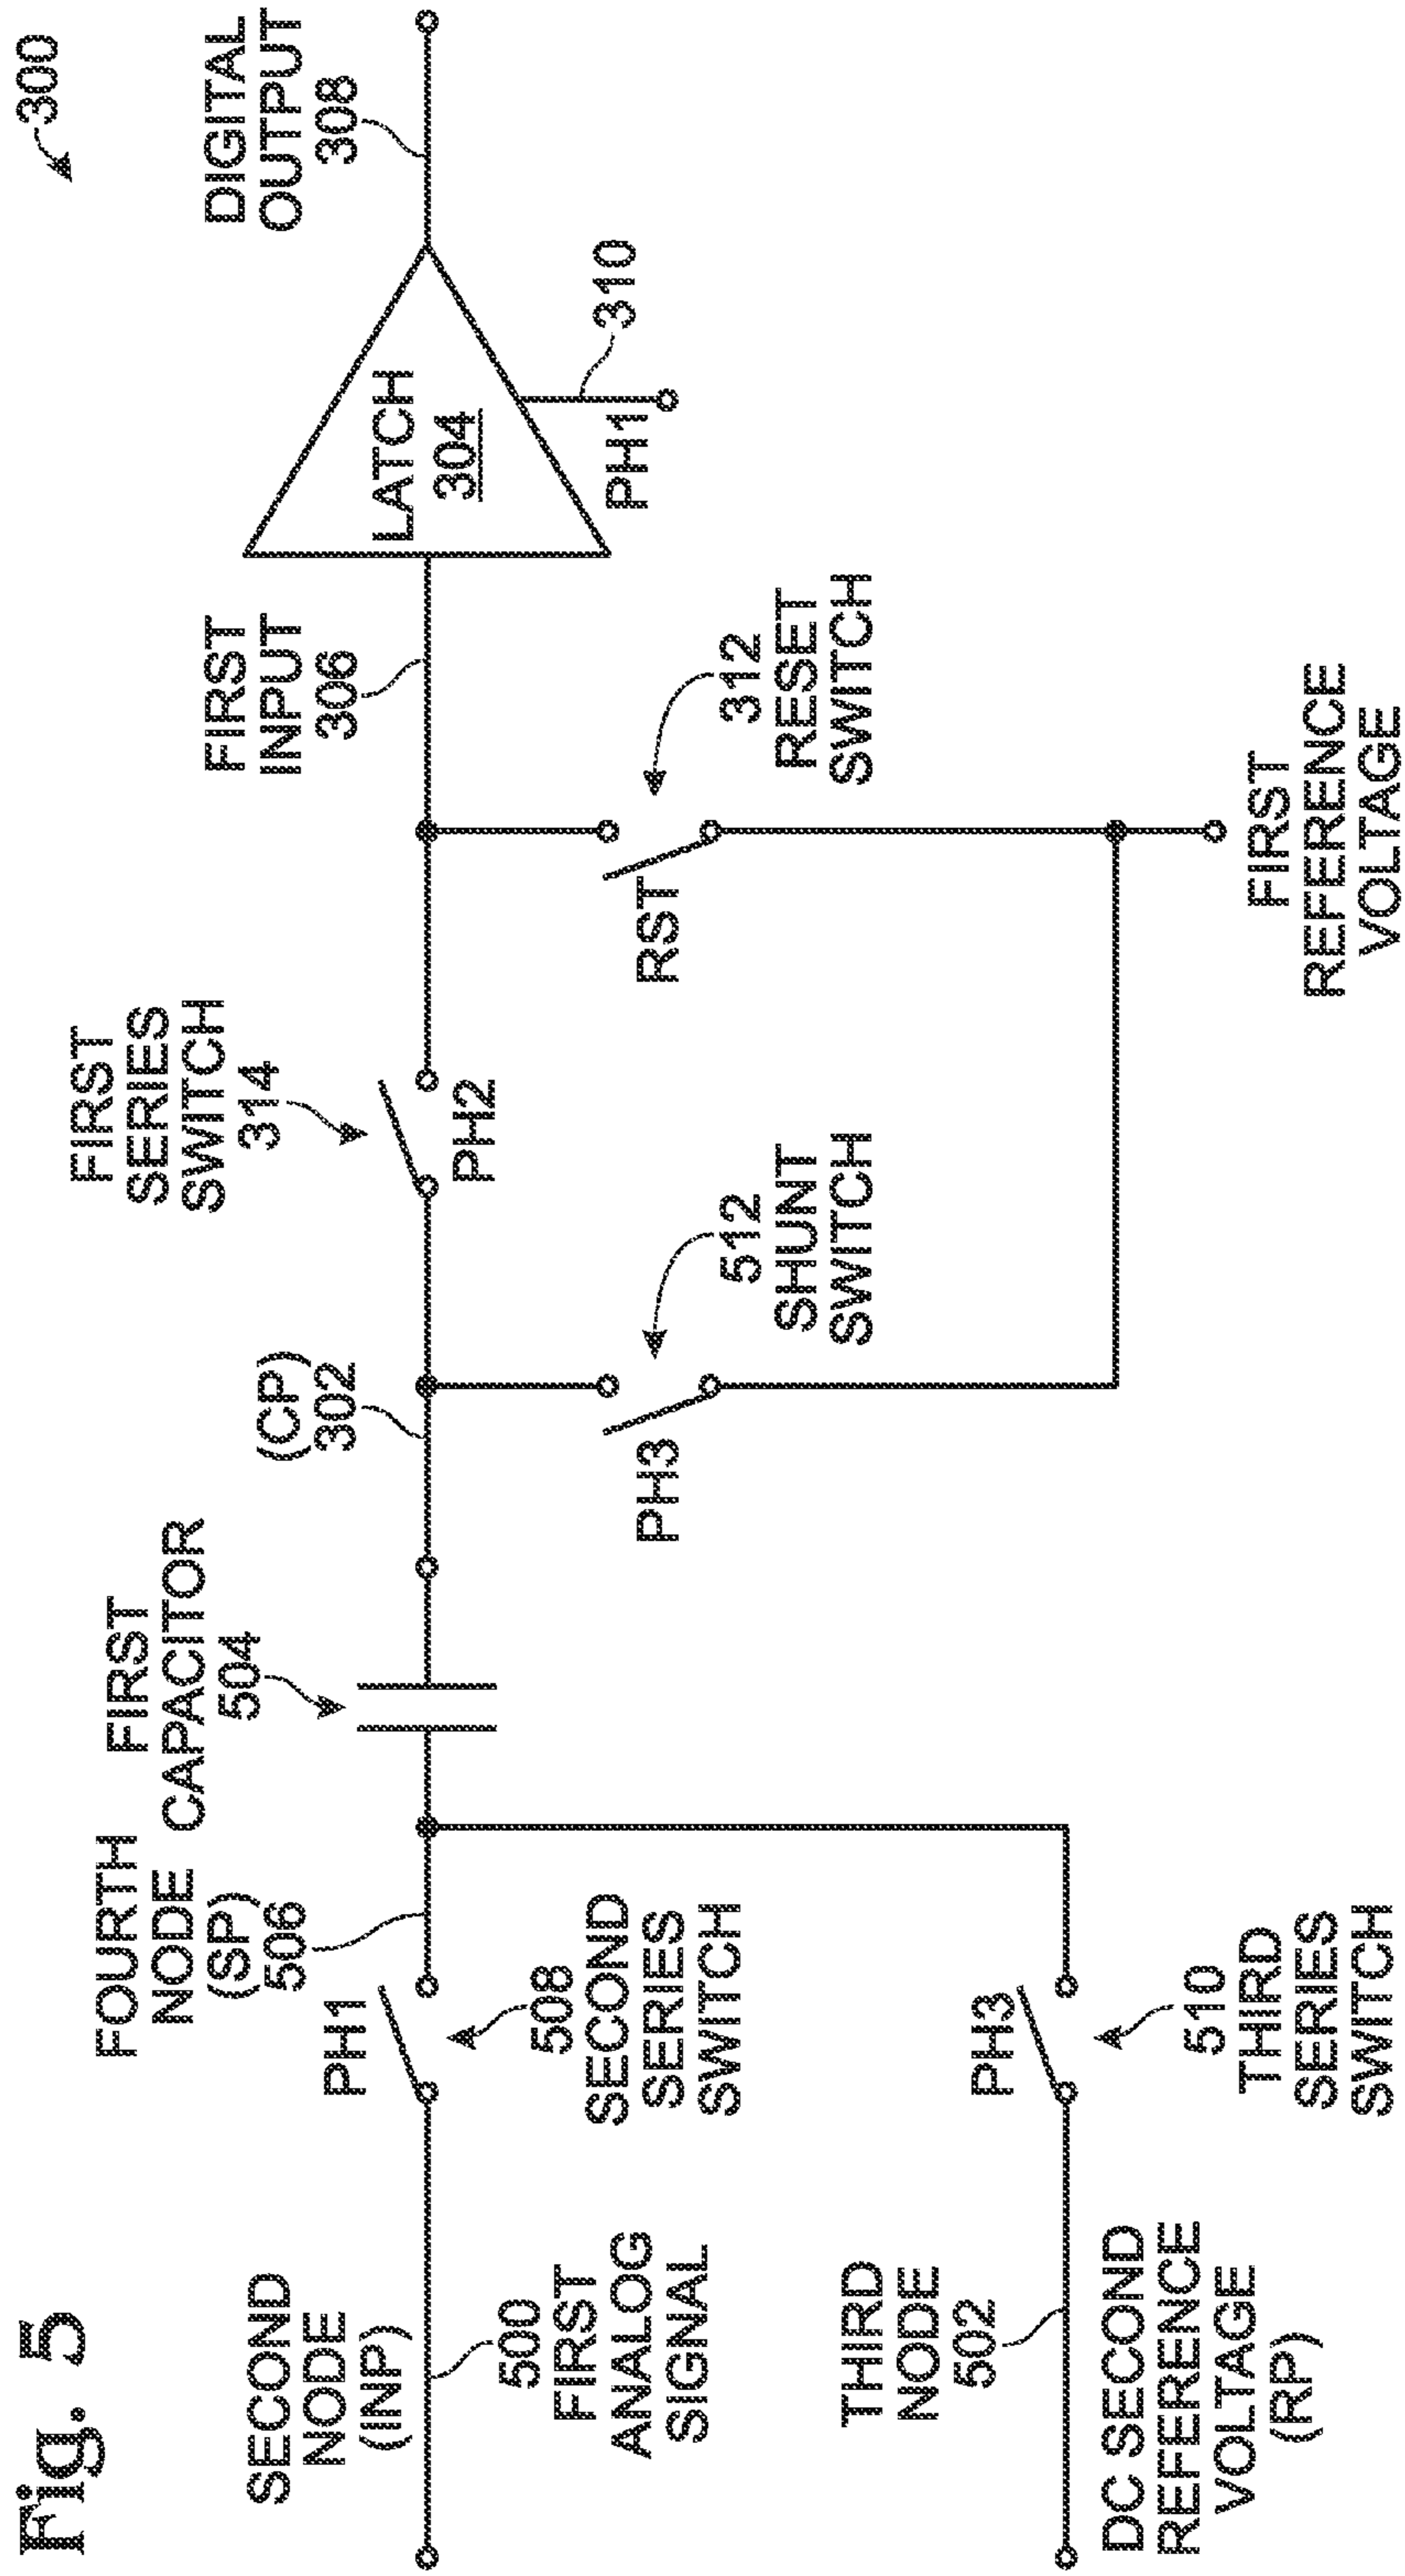 Fig. 5
300
SECOND
NODE
(INP)
500
FIRST
ANALOG
SIGNAL
THIRD
NODE
502
DC SECOND
REFERENCE
VOLTAGE
(RP)
FOURTH
NODE
(SP)
506
PH1
508
SECOND
SERIES
SWITCH
PH3
510
THIRD
SERIES
SWITCH
FIRST
CAPACITOR
504
(CP)
302
PH3
512
SHUNT
SWITCH
FIRST
SERIES
SWITCH
314
PH2
RST
312
RESET
SWITCH
FIRST
REFERENCE
VOLTAGE
FIRST
INPUT
306
LATCH
304
PH1
310
DIGITAL
OUTPUT
308